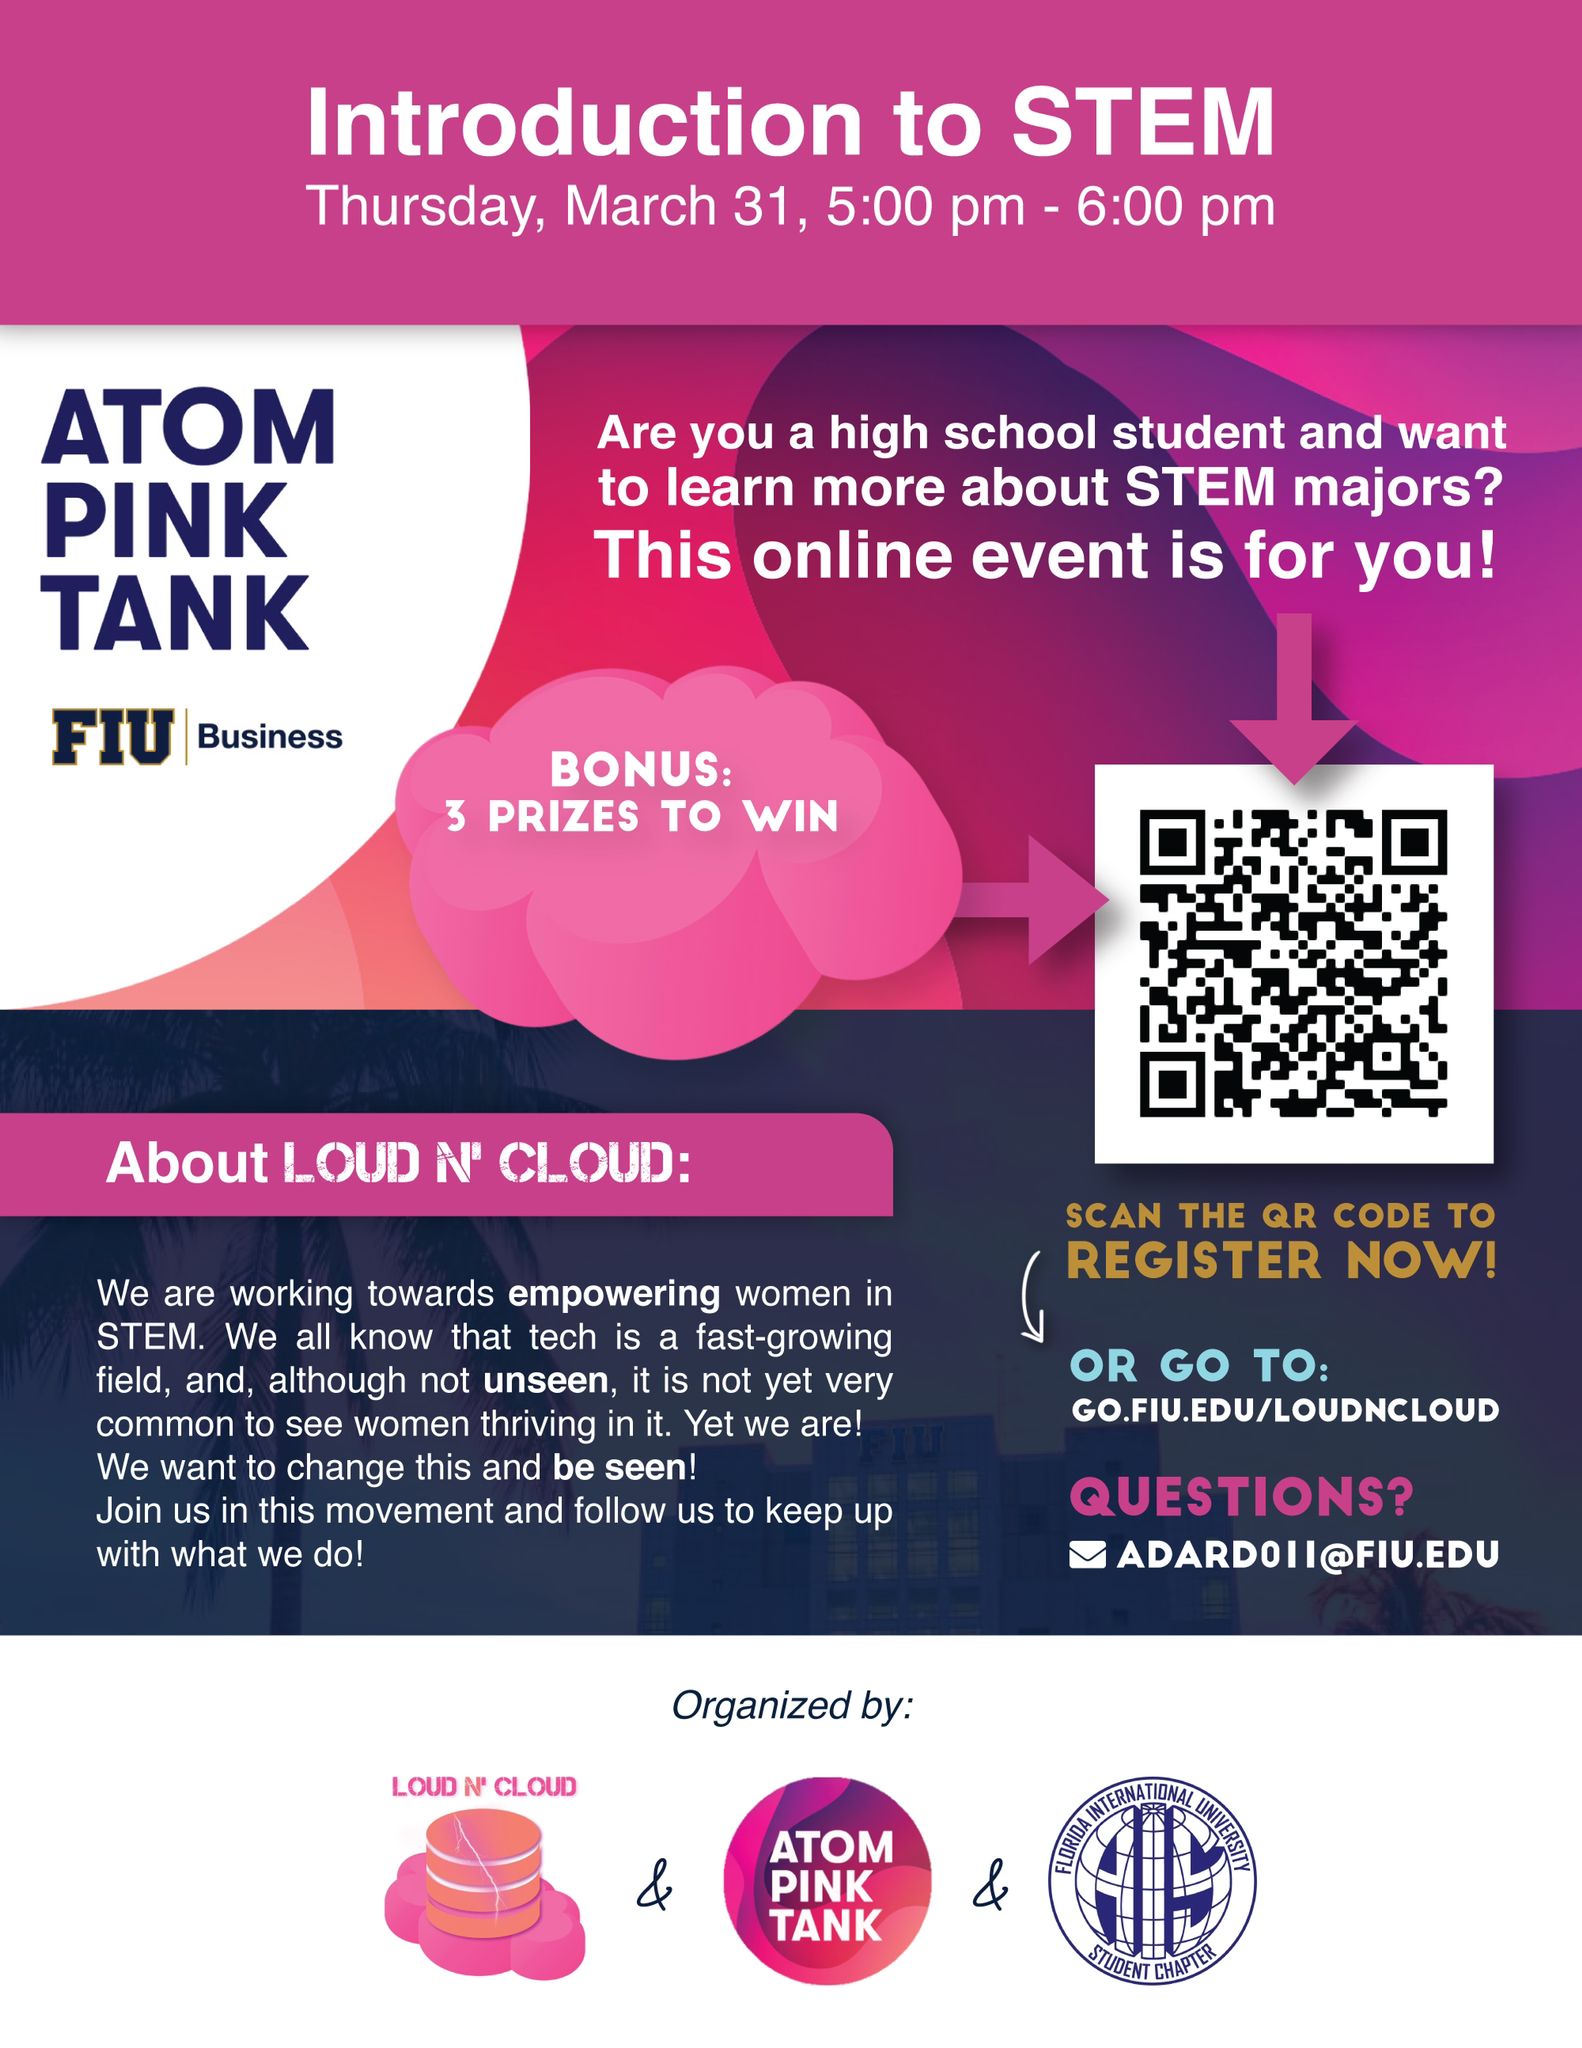 Introduction to STEM
Thursday, March 31, 5:00 pm - 6:00 pm
ATOM
PINK
TANK
FIU | Business
Are you a high school student and want
to learn more about STEM majors?
This online event is for you!
BONUS:
3 PRIZES TO WIN
About LOUD N' CLOUD:
We are working towards empowering women in
STEM. We all know that tech is a fast-growing
field, and, although not unseen, it is not yet very
common to see women thriving in it. Yet we are!
We want to change this and be seen!
Join us in this movement and follow us to keep up
with what we do!
SCAN THE QR CODE TO
REGISTER NOW!
OR GO TO:
GO.FIU.EDU/LOUDNCLOUD
QUESTIONS?
ADARD011@FIU.EDU
FIU
Organized by:
LOUD N' CLOUD
&
ATOM
PINK
TANK
&
FLORIDA INTERNATIONAL UNIVERSITY
STUDENT CHAPTER